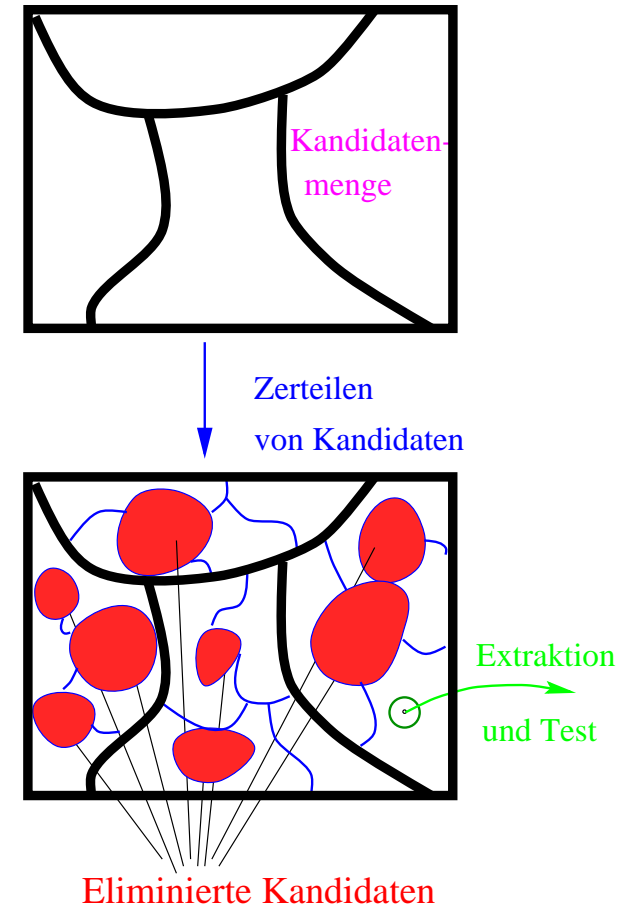 Kandidaten-
menge
Zerteilen
von Kandidaten
Extraktion
und Test
Eliminierte Kandidaten